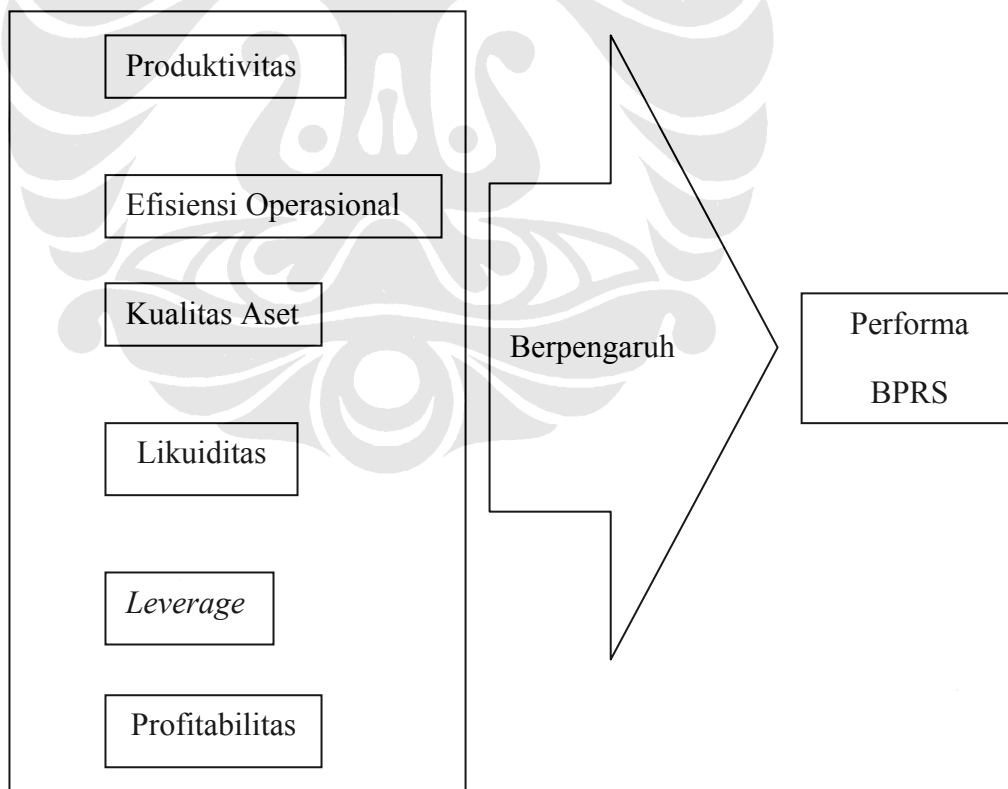 Produktivitas
Efisiensi Operasional
Kualitas Aset
Likuiditas
Leverage
Profitabilitas
Berpengaruh
Performa
BPRS